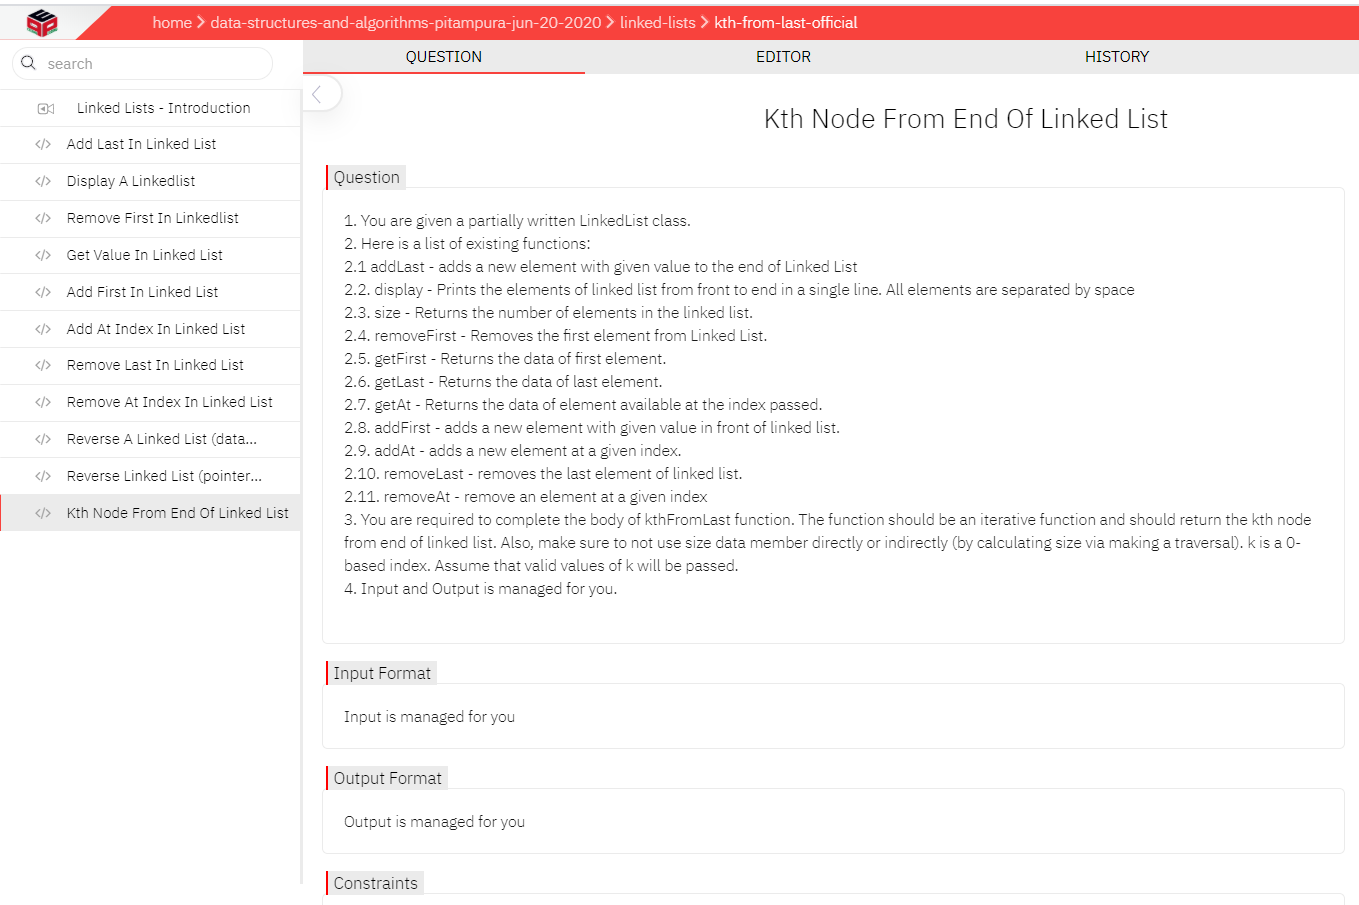 home > data-structures-and-algorithms-pitampura-jun-20-2020 > linked-lists > kth-from-last-official
search
QUESTION EDITOR HISTORY
Linked Lists - Introduction
Add Last In Linked List
Display A Linkedlist
Remove First In Linkedlist
Get Value In Linked List
Add First In Linked List
Add At Index In Linked List
Remove Last In Linked List
Remove At Index In Linked List
Reverse A Linked List (data...
Reverse Linked List (pointer...
Kth Node From End Of Linked List
Kth Node From End Of Linked List
Question
1. You are given a partially written LinkedList class.
2. Here is a list of existing functions:
2.1 addLast - adds a new element with given value to the end of Linked List
2.2. display - Prints the elements of linked list from front to end in a single line. All elements are separated by space
2.3. size - Returns the number of elements in the linked list.
2.4. removeFirst - Removes the first element from Linked List.
2.5. getFirst - Returns the data of first element.
2.6. getLast - Returns the data of last element.
2.7. getAt - Returns the data of element available at the index passed.
2.8. addFirst - adds a new element with given value in front of linked list.
2.9. addAt - adds a new element at a given index.
2.10. removeLast - removes the last element of linked list.
2.11. removeAt - remove an element at a given index
3. You are required to complete the body of kthFromLast function. The function should be an iterative function and should return the kth node
from end of linked list. Also, make sure to not use size data member directly or indirectly (by calculating size via making a traversal). k is a 0-
based index. Assume that valid values of k will be passed.
4. Input and Output is managed for you.
Input Format
Input is managed for you
Output Format
Output is managed for you
Constraints